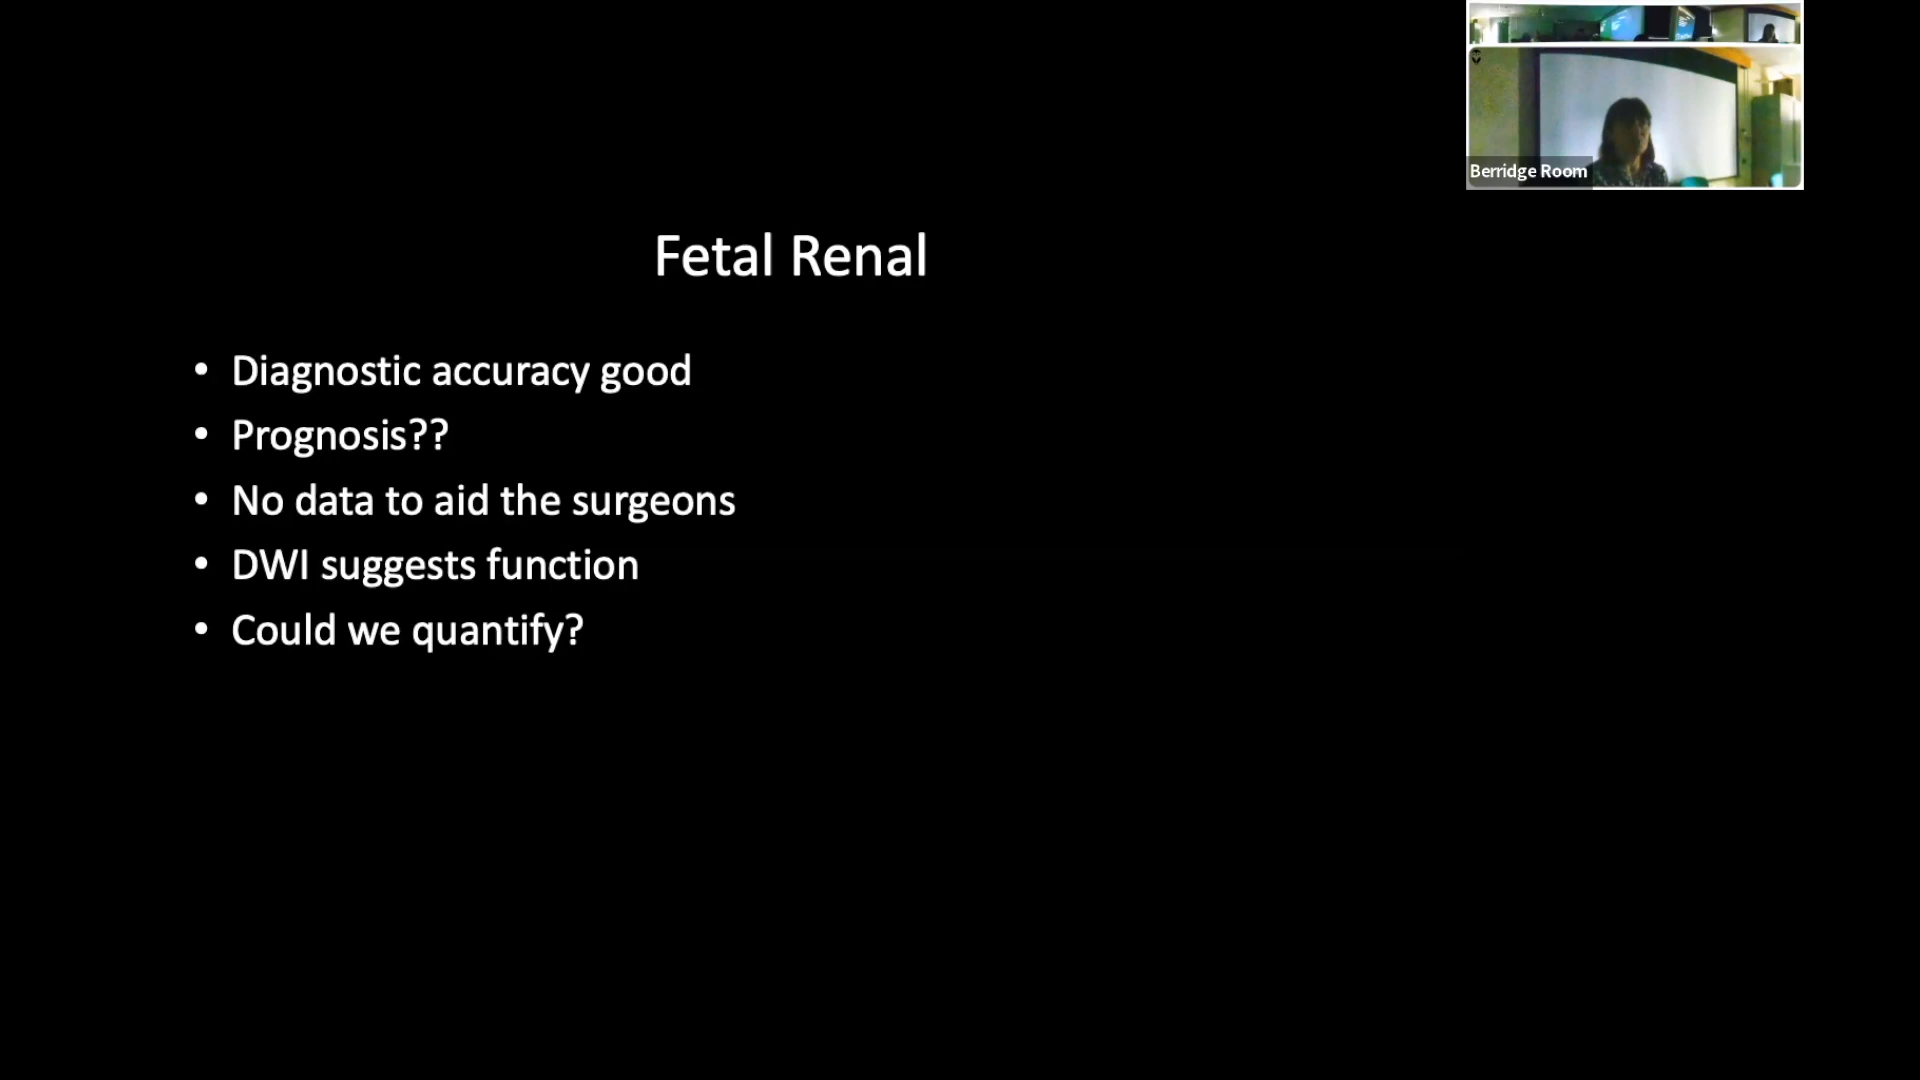 Berridge Room
Fetal Renal
• Diagnostic accuracy good
• Prognosis??
• No data to aid the surgeons
• DWI suggests function
• Could we quantify?